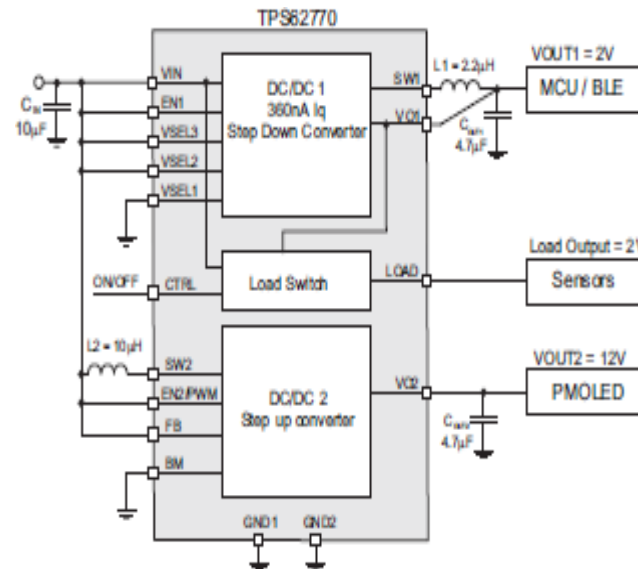 TPS62770
VIN
EN1
VSEL3
VSEL2
VSEL1
DC/DC 1
360nA Iq
Step Down Converter
SW1
VO1
L1 = 2.2µH
VOUT1 = 2V
MCU / BLE
4.7µF
10µF
ON/OFF
CTRL
Load Switch
LOAD
Load Output = 2V
Sensors
L2 = 10µH
SW2
EN2/PWM
FB
BM
DC/DC 2
Step up converter
VO2
VOUT2 = 12V
PMOLED
4.7µF
GND1
GND2